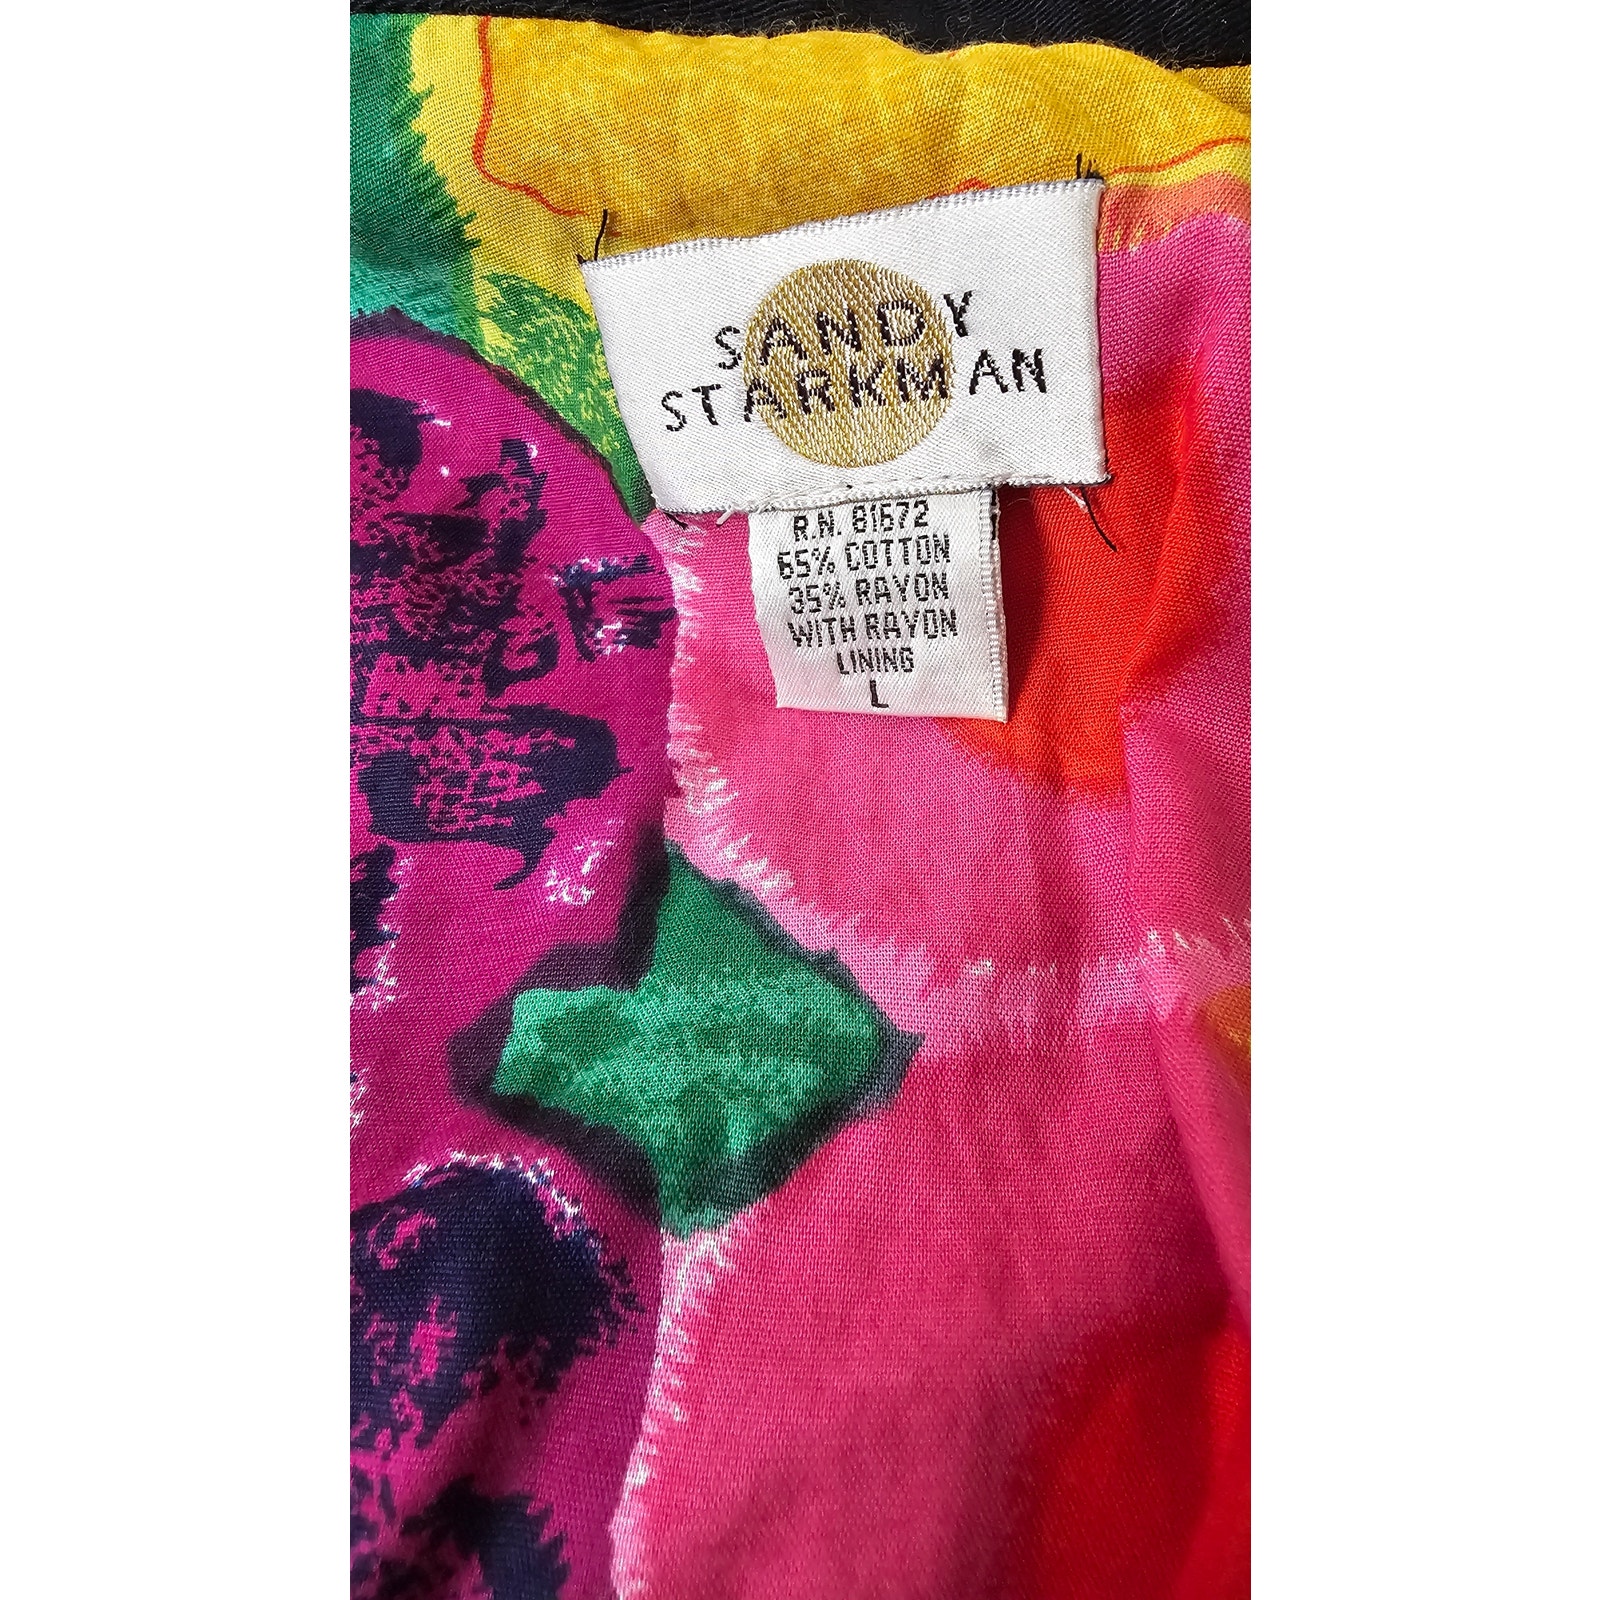 SANDY
STARKMAN
R.N. 81672
65% COTTON
35% RAYON
WITH RAYON
LINING
L